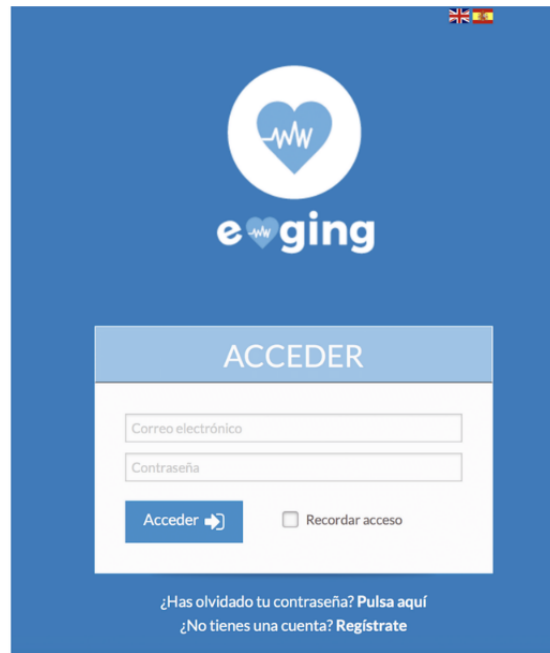 e ging
ACCEDER
Correo electrónico
Contraseña
Acceder
Recordar acceso
¿Has olvidado tu contraseña? Pulsa aquí
¿No tienes una cuenta? Regístrate